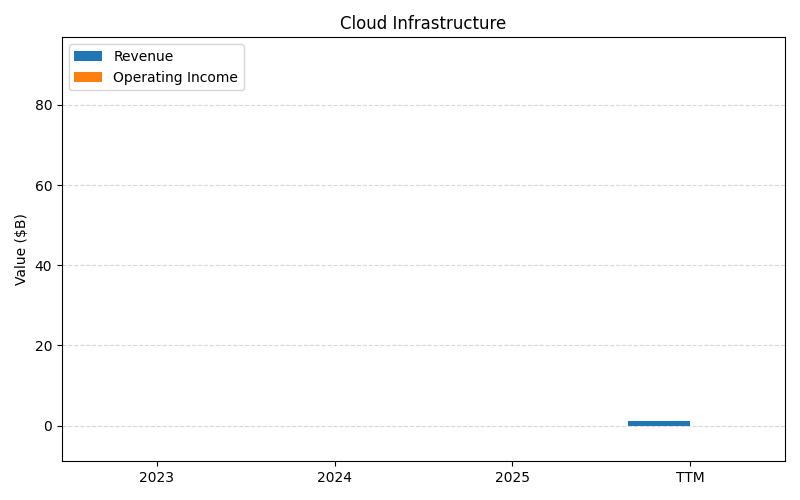 Cloud Infrastructure
Revenue
Operating Income
Value ($B)
80
60
40
20
0
2023 2024 2025 TTM